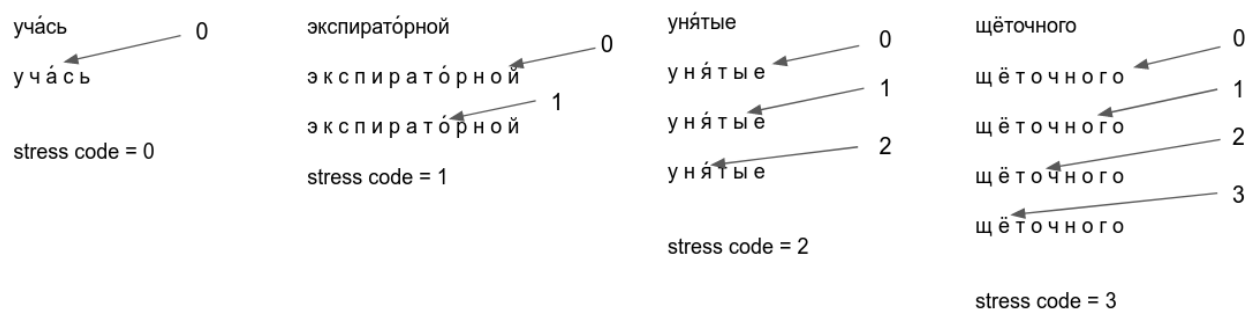 уча́сь
0
у ч а́ с ь
stress code = 0
экспирато́рной
0
э к с п и р а т о́ р н о й
1
э к с п и р а т о́ р н о й
stress code = 1
уня́тые
0
у н я́ т ы е
1
у н я́ т ы е
2
у н я́ т ы е
stress code = 2
щёточного
0
щ ё т о ч н о г о
1
щ ё т о ч н о г о
2
щ ё т о ч н о г о
3
щ ё т о ч н о г о
stress code = 3